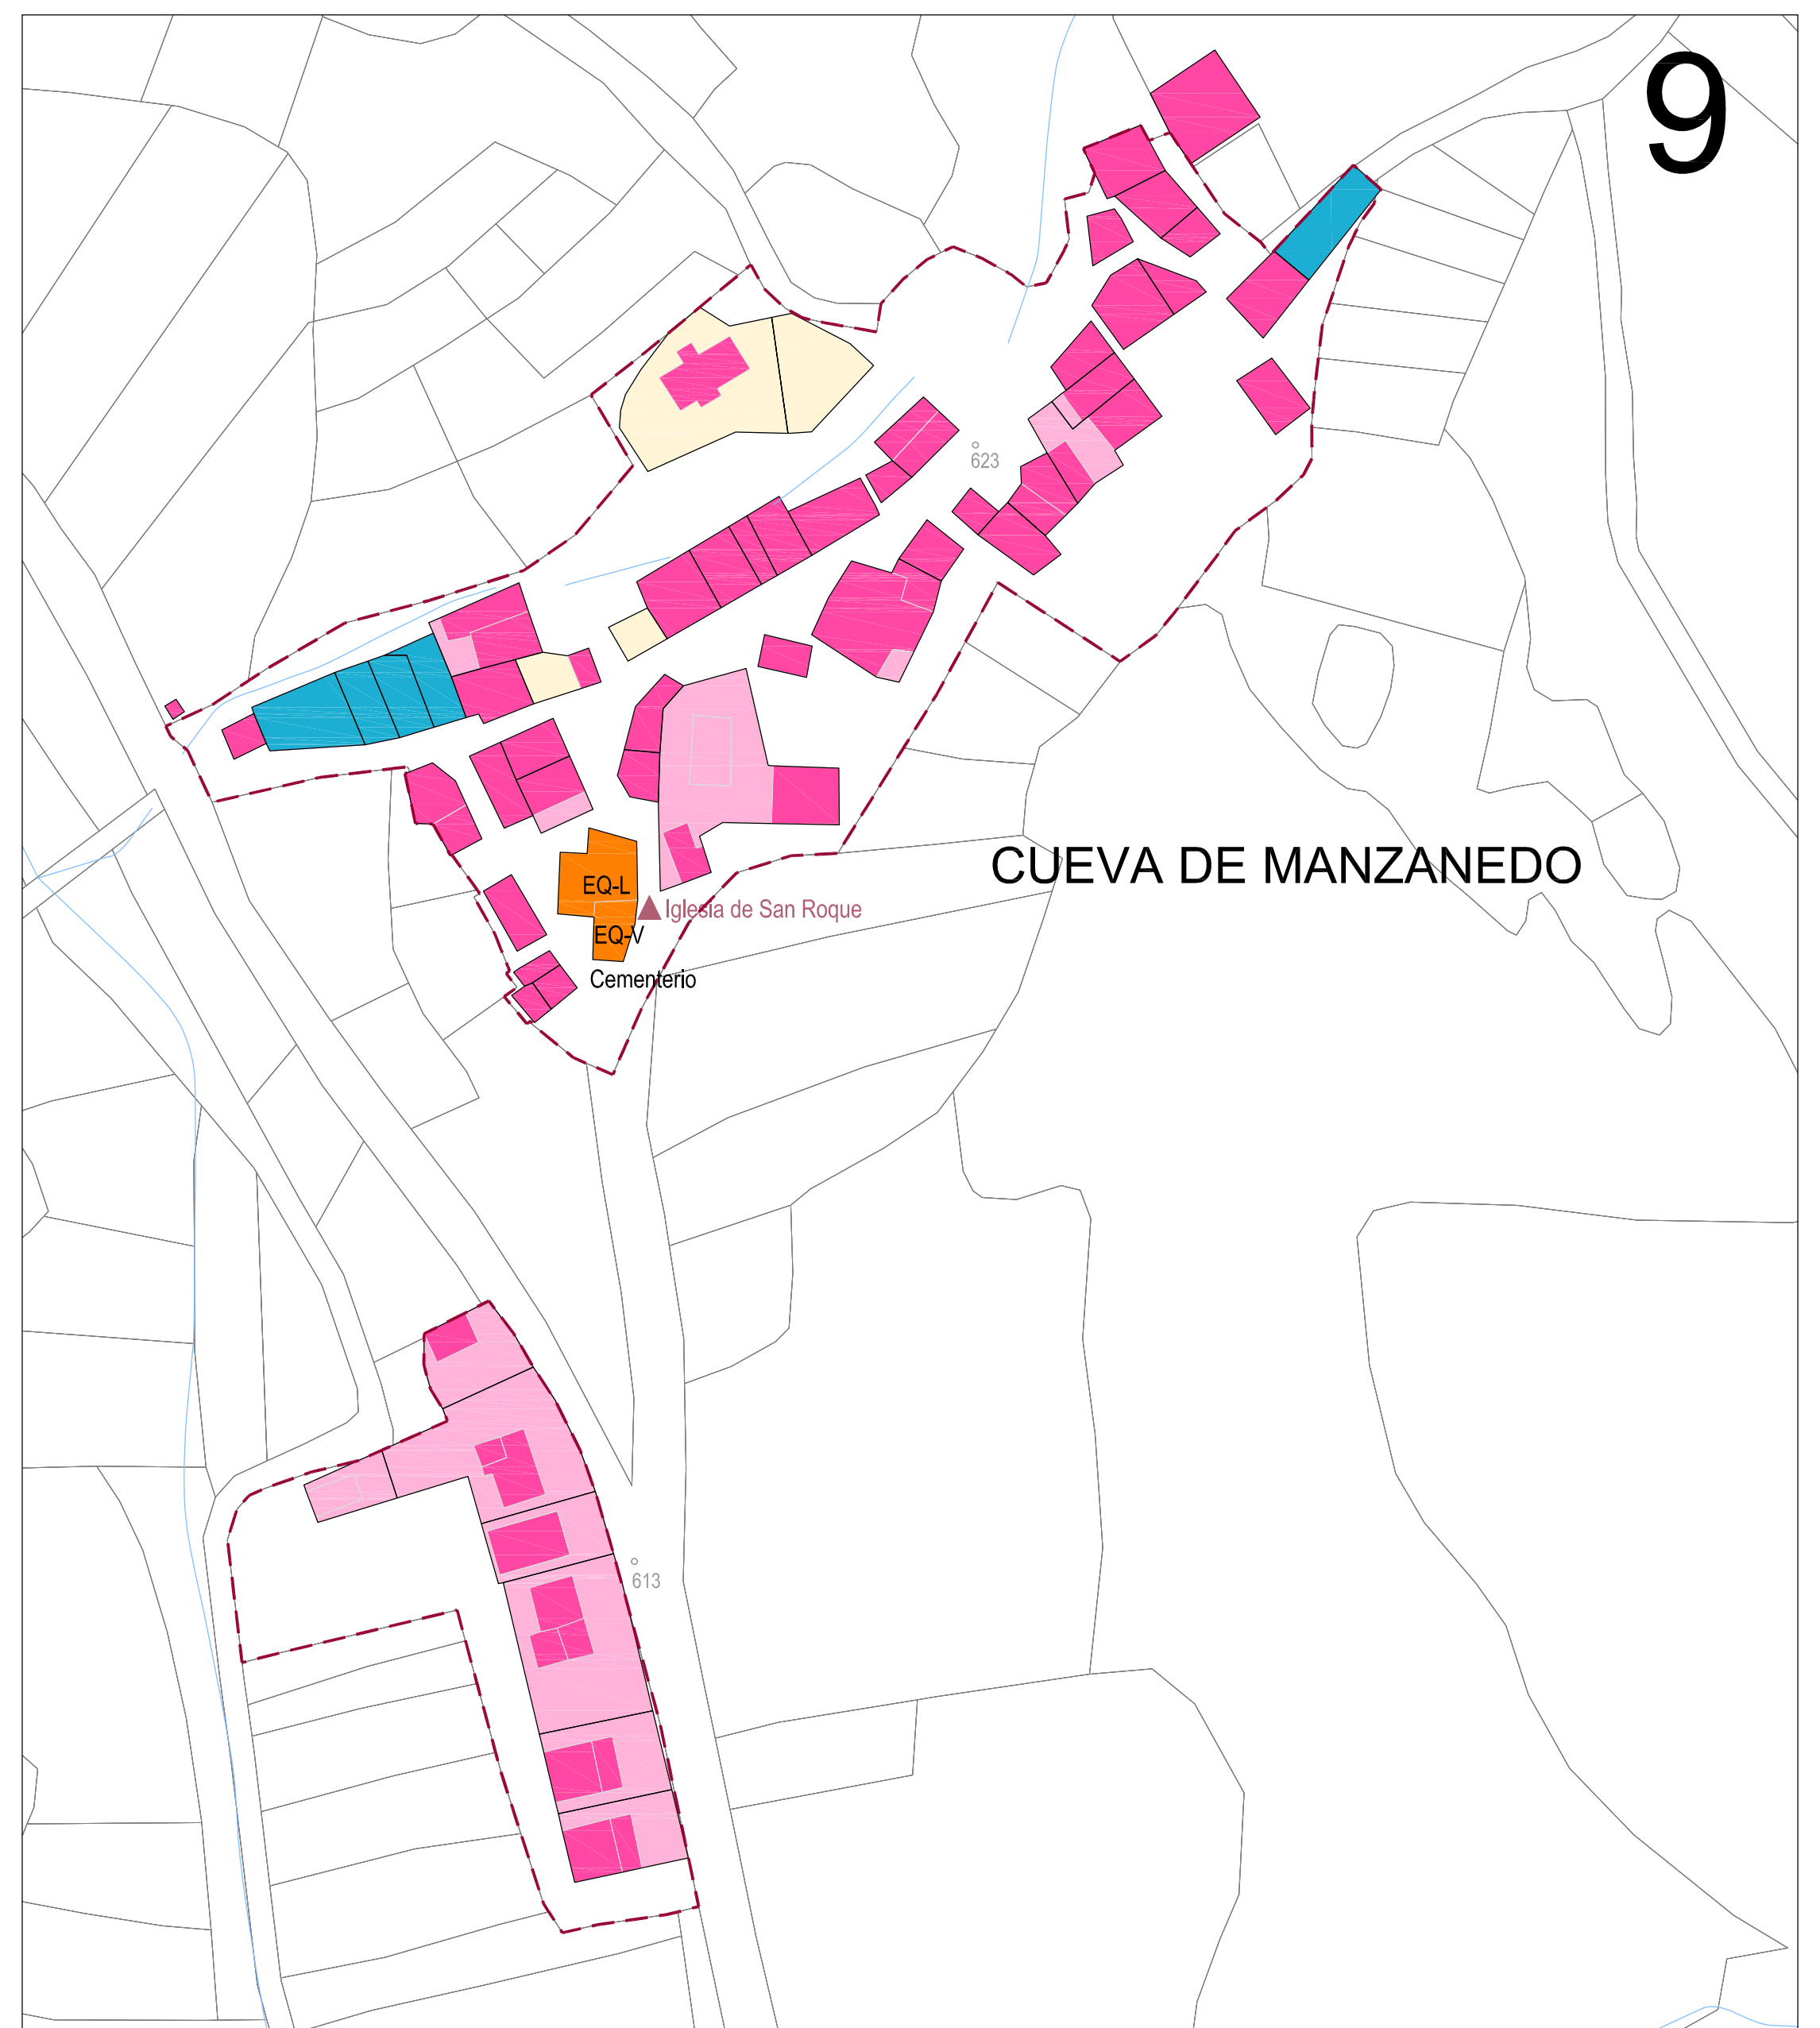 9
623
CUEVA DE MANZANEDO
EQ-L
Iglesia de San Roque
EQ-V
Cementerio
613